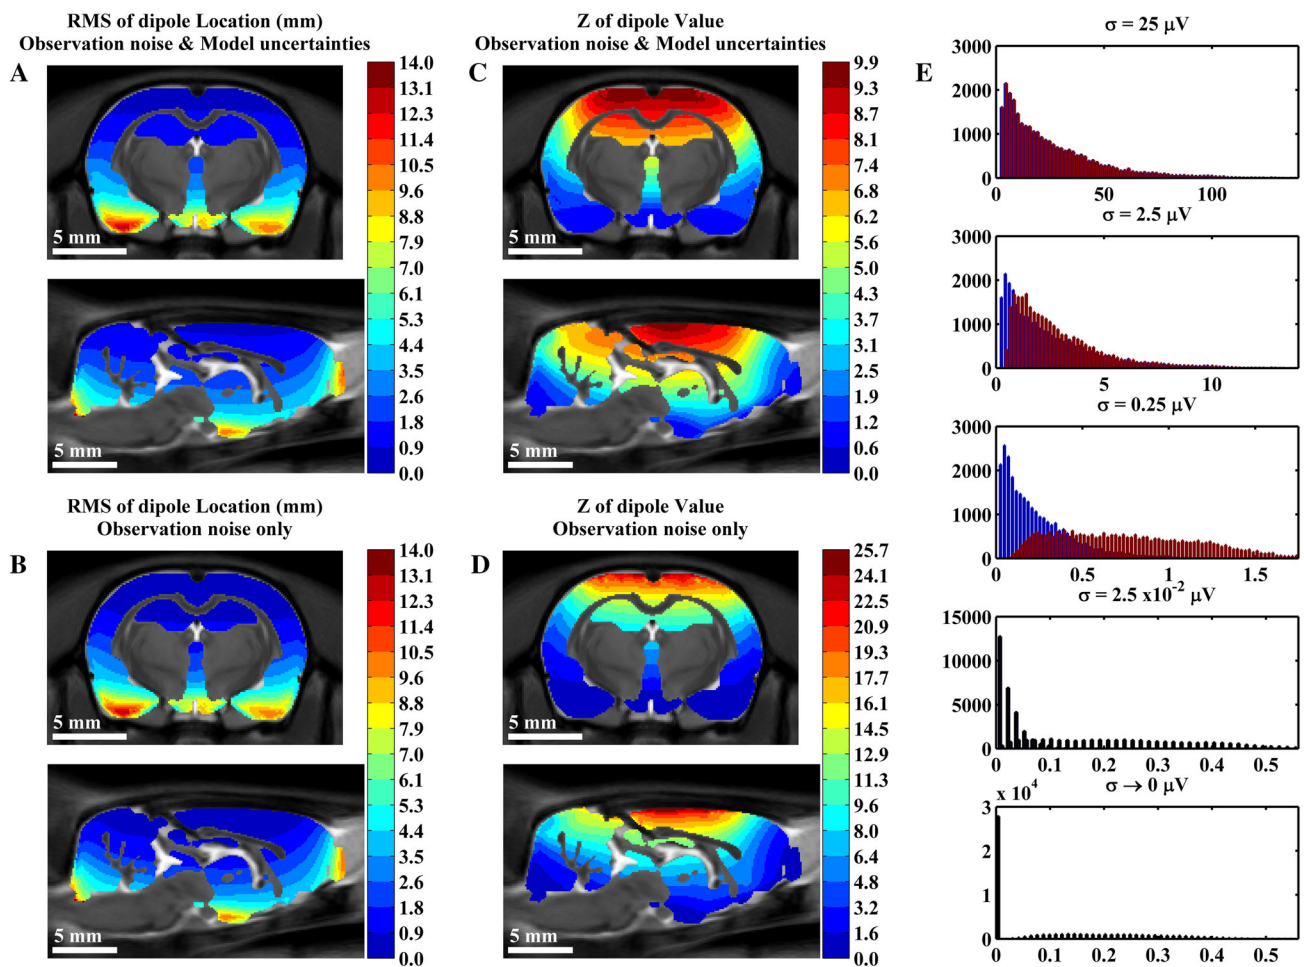 RMS of dipole Location (mm)
Observation noise & Model uncertainties
A
5 mm
5 mm
14.0
13.1
12.3
11.4
10.5
9.6
8.8
7.9
7.0
6.1
5.3
4.4
3.5
2.6
1.8
0.9
0.0
Z of dipole Value
Observation noise & Model uncertainties
C
5 mm
5 mm
9.9
9.3
8.7
8.1
7.4
6.8
6.2
5.6
5.0
4.3
3.7
3.1
2.5
1.9
1.2
0.6
0.0
RMS of dipole Location (mm)
Observation noise only
B
5 mm
5 mm
14.0
13.1
12.3
11.4
10.5
9.6
8.8
7.9
7.0
6.1
5.3
4.4
3.5
2.6
1.8
0.9
0.0
Z of dipole Value
Observation noise only
D
5 mm
5 mm
25.7
24.1
22.5
20.9
19.3
17.7
16.1
14.5
12.9
11.3
9.6
8.0
6.4
4.8
3.2
1.6
0.0
E
σ = 25 μV
3000
2000
1000
0
0 50 100
σ = 2.5 μV
3000
2000
1000
0
0 5 10
σ = 0.25 μV
3000
2000
1000
0
0 0.5 1 1.5
σ = 2.5 x10⁻² μV
15000
10000
5000
0
0 0.1 0.2 0.3 0.4 0.5
σ → 0 μV
x 10⁴
3
2
1
0
0 0.1 0.2 0.3 0.4 0.5